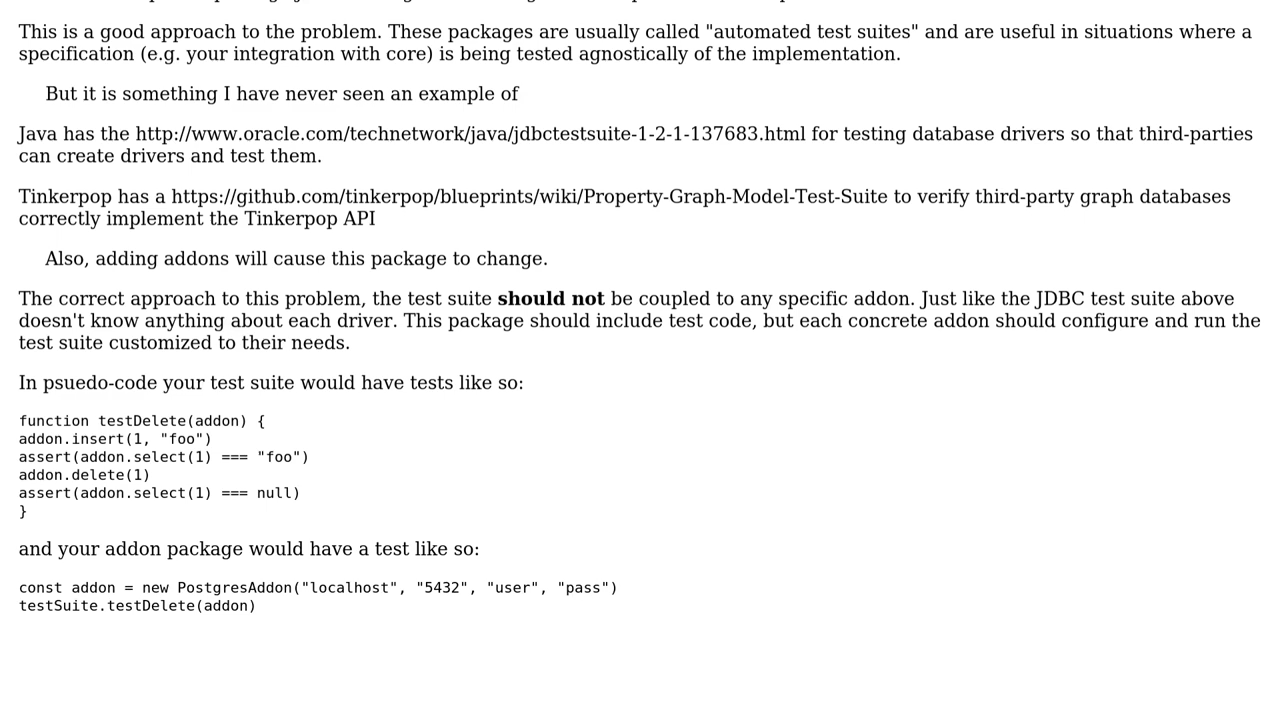 This is a good approach to the problem. These packages are usually called "automated test suites" and are useful in situations where a
specification (e.g. your integration with core) is being tested agnostically of the implementation.
But it is something I have never seen an example of
Java has the http://www.oracle.com/technetwork/java/jdbctestsuite-1-2-1-137683.html for testing database drivers so that third-parties
can create drivers and test them.
Tinkerpop has a https://github.com/tinkerpop/blueprints/wiki/Property-Graph-Model-Test-Suite to verify third-party graph databases
correctly implement the Tinkerpop API
Also, adding addons will cause this package to change.
The correct approach to this problem, the test suite should not be coupled to any specific addon. Just like the JDBC test suite above
doesn't know anything about each driver. This package should include test code, but each concrete addon should configure and run the
test suite customized to their needs.
In psuedo-code your test suite would have tests like so:
function testDelete(addon) {
addon.insert(1, "foo")
assert(addon.select(1) === "foo")
addon.delete(1)
assert(addon.select(1) === null)
}
and your addon package would have a test like so:
const addon = new PostgresAddon("localhost", "5432", "user", "pass")
testSuite.testDelete(addon)